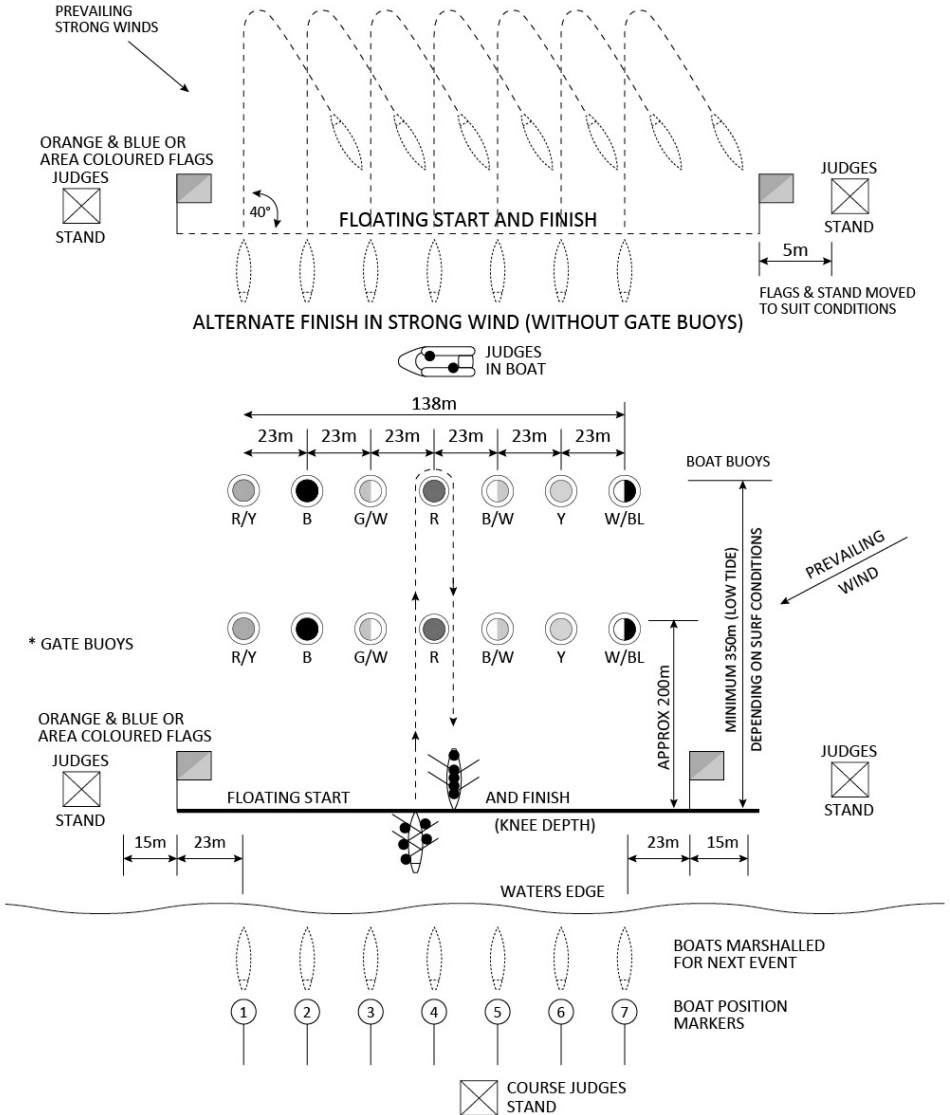 PREVAILING
STRONG WINDS
ORANGE & BLUE OR
AREA COLOURED FLAGS
JUDGES
STAND
40°
FLOATING START AND FINISH
JUDGES
STAND
5m
FLAGS & STAND MOVED
TO SUIT CONDITIONS
ALTERNATE FINISH IN STRONG WIND (WITHOUT GATE BUOYS)
JUDGES
IN BOAT
138m
23m 23m 23m 23m 23m 23m
BOAT BUOYS
R/Y B G/W R B/W Y W/BL
PREVAILING
WIND
MINIMUM 350m (LOW TIDE)
DEPENDING ON SURF CONDITIONS
* GATE BUOYS
R/Y B G/W R B/W Y W/BL
APPROX 200m
ORANGE & BLUE OR
AREA COLOURED FLAGS
JUDGES
STAND
JUDGES
STAND
FLOATING START AND FINISH
(KNEE DEPTH)
15m 23m 23m 15m
WATERS EDGE
BOATS MARSHALLED
FOR NEXT EVENT
1 2 3 4 5 6 7
BOAT POSITION
MARKERS
COURSE JUDGES
STAND